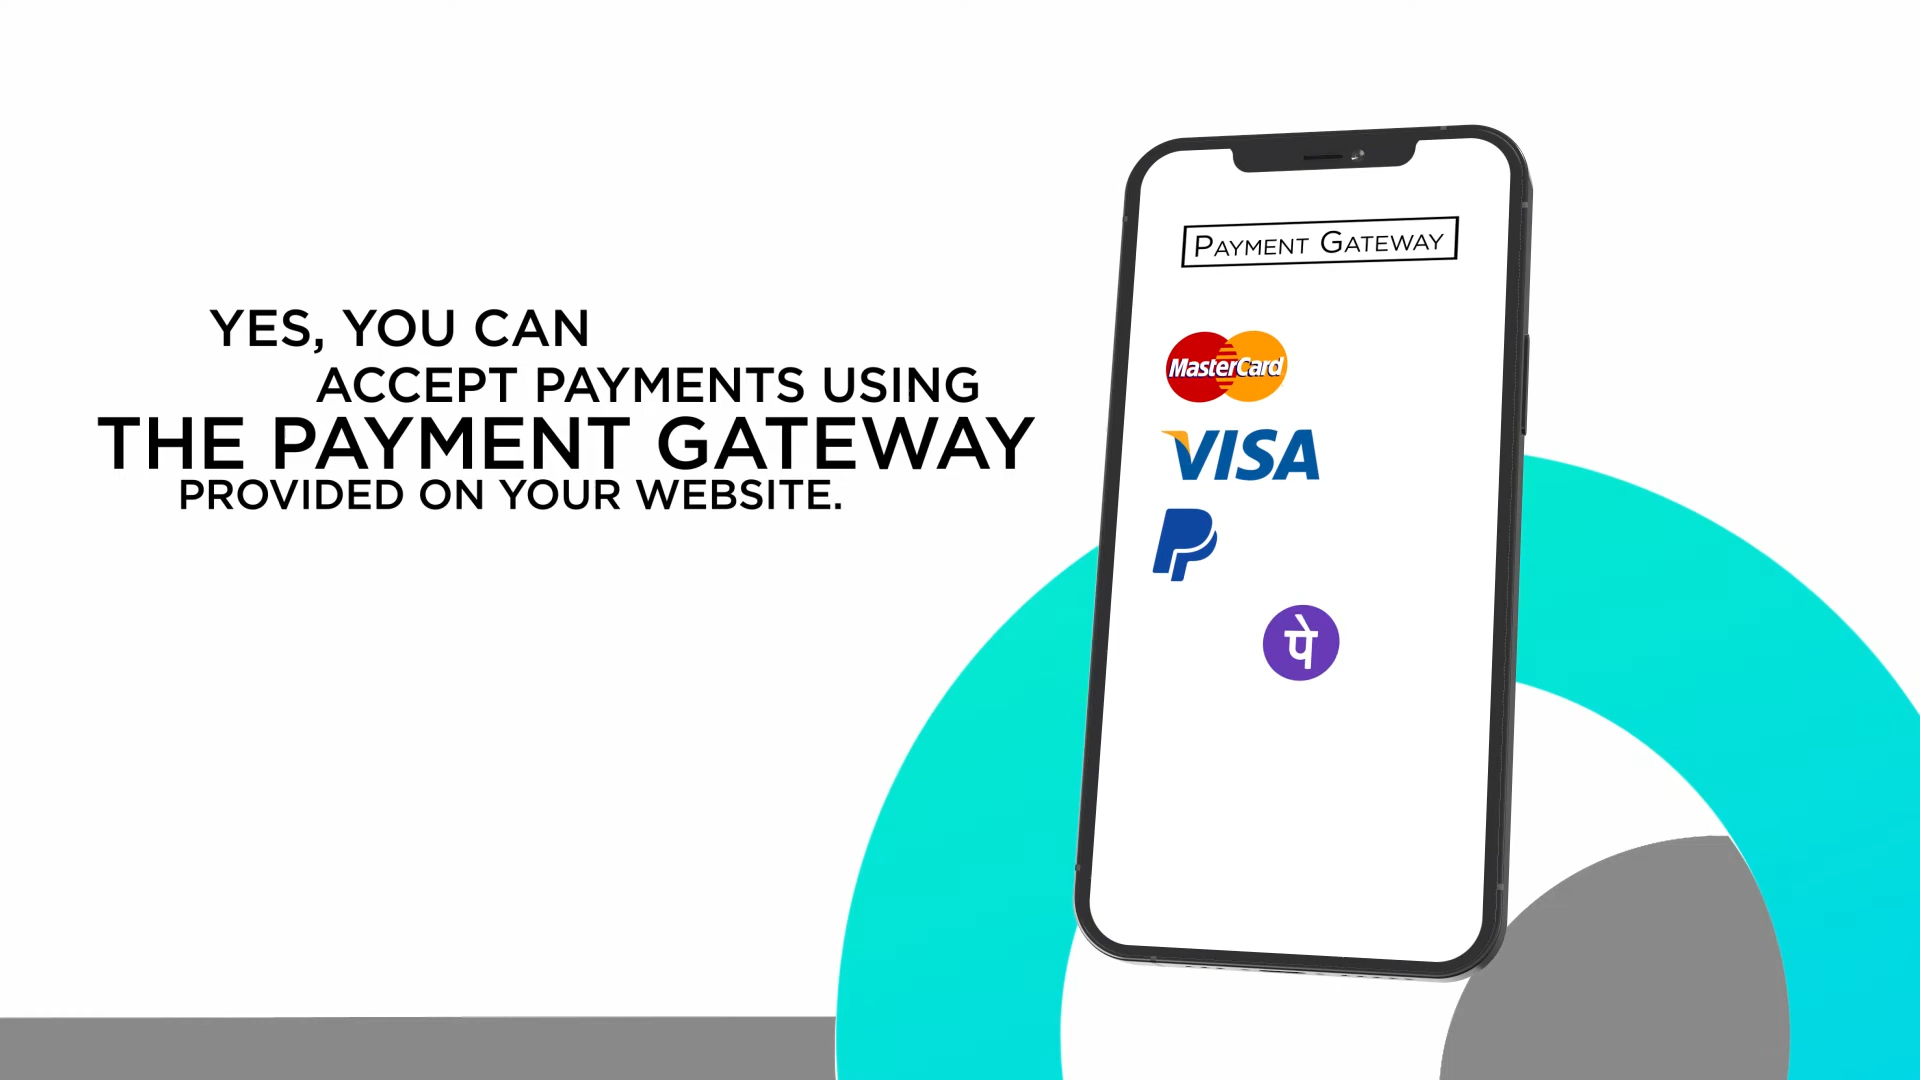 YES, YOU CAN
ACCEPT PAYMENTS USING
THE PAYMENT GATEWAY
PROVIDED ON YOUR WEBSITE.
PAYMENT GATEWAY
MasterCard
VISA
पे